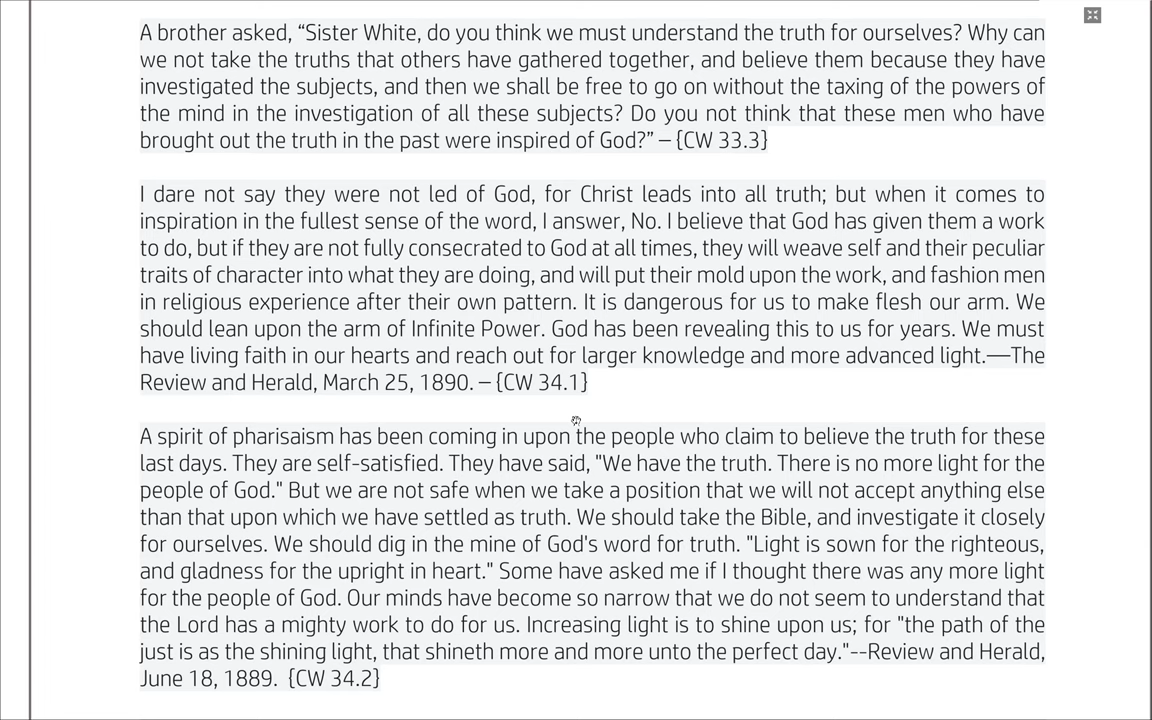 A brother asked, “Sister White, do you think we must understand the truth for ourselves? Why can
we not take the truths that others have gathered together, and believe them because they have
investigated the subjects, and then we shall be free to go on without the taxing of the powers of
the mind in the investigation of all these subjects? Do you not think that these men who have
brought out the truth in the past were inspired of God?” – {CW 33.3}
I dare not say they were not led of God, for Christ leads into all truth; but when it comes to
inspiration in the fullest sense of the word, I answer, No. I believe that God has given them a work
to do, but if they are not fully consecrated to God at all times, they will weave self and their peculiar
traits of character into what they are doing, and will put their mold upon the work, and fashion men
in religious experience after their own pattern. It is dangerous for us to make flesh our arm. We
should lean upon the arm of Infinite Power. God has been revealing this to us for years. We must
have living faith in our hearts and reach out for larger knowledge and more advanced light.—The
Review and Herald, March 25, 1890. – {CW 34.1}
A spirit of pharisaism has been coming in upon the people who claim to believe the truth for these
last days. They are self-satisfied. They have said, "We have the truth. There is no more light for the
people of God." But we are not safe when we take a position that we will not accept anything else
than that upon which we have settled as truth. We should take the Bible, and investigate it closely
for ourselves. We should dig in the mine of God's word for truth. "Light is sown for the righteous,
and gladness for the upright in heart." Some have asked me if I thought there was any more light
for the people of God. Our minds have become so narrow that we do not seem to understand that
the Lord has a mighty work to do for us. Increasing light is to shine upon us; for "the path of the
just is as the shining light, that shineth more and more unto the perfect day."--Review and Herald,
June 18, 1889. {CW 34.2}